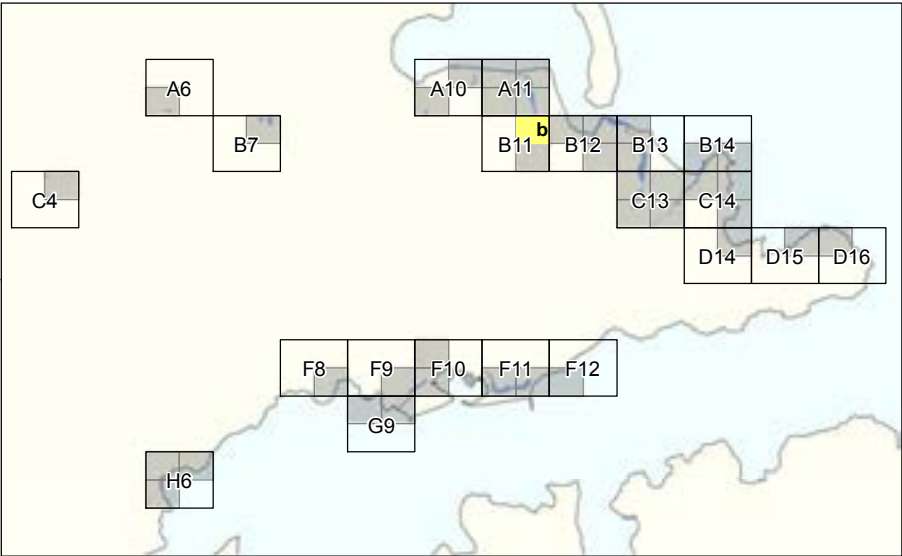 A6 A10 A11
B7 B11 b B12 B13 B14
C4 C13 C14
D14 D15 D16
F8 F9 F10 F11 F12
G9
H6